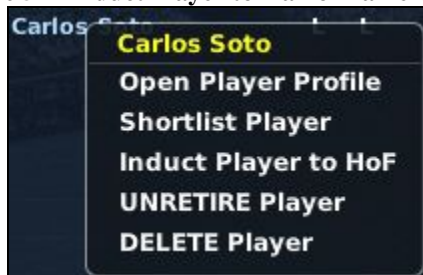 Carlos Soto L L
Carlos Soto
Open Player Profile
Shortlist Player
Induct Player to HoF
UNRETIRE Player
DELETE Player